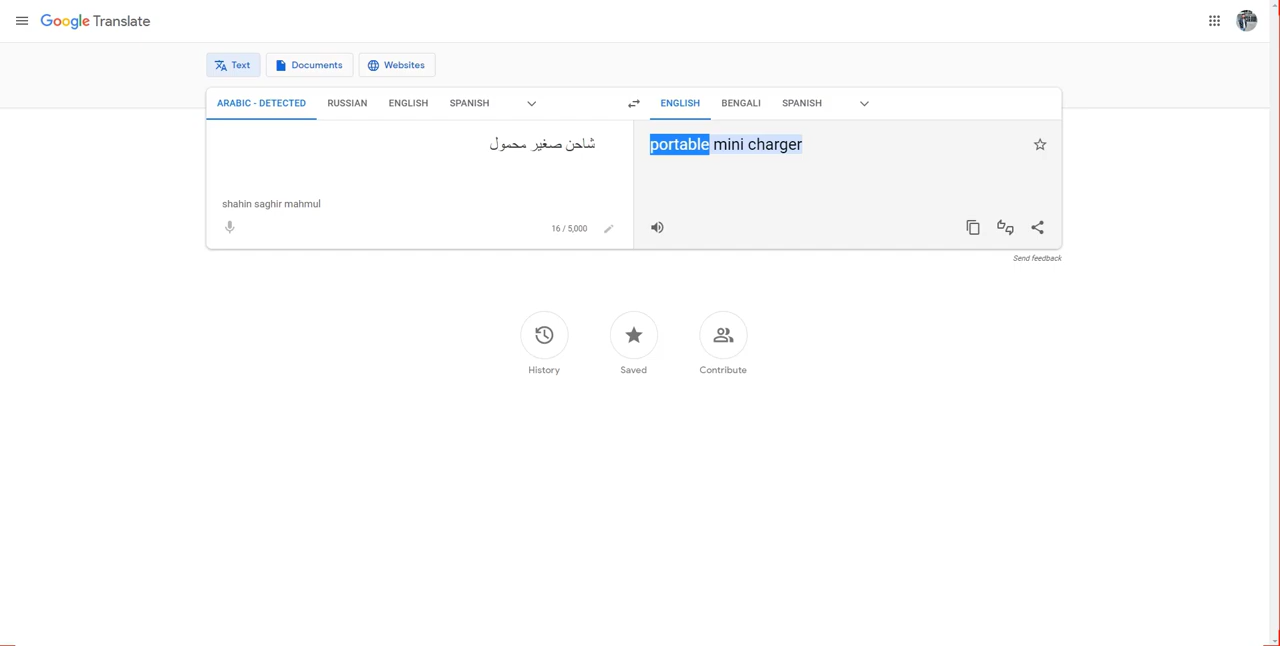 Google Translate
Text
Documents
Websites
ARABIC - DETECTED
RUSSIAN
ENGLISH
SPANISH
ENGLISH
BENGALI
SPANISH
شاحن صغير محمول
portable mini charger
shahin saghir mahmul
16 / 5,000
Send feedback
History
Saved
Contribute